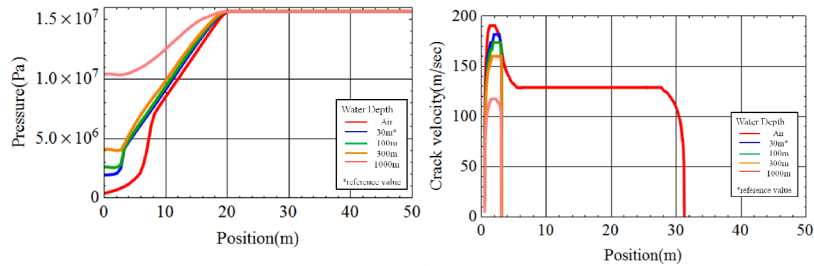 Pressure(Pa)
1.5×10⁷
1.0×10⁷
5.0×10⁶
0
0 10 20 30 40 50
Position(m)
Water Depth
Air
30m*
100m
300m
1000m
*reference value
Crack velocity(m/sec)
200
150
100
50
0
0 10 20 30 40 50
Position(m)
Water Depth
Air
30m*
100m
300m
1000m
*reference value